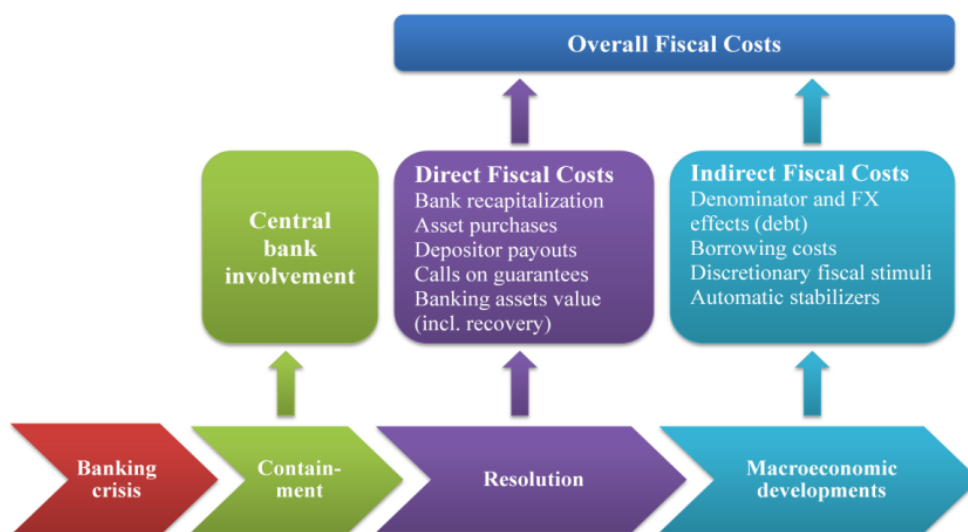 Overall Fiscal Costs
Central
bank
involvement
Direct Fiscal Costs
Bank recapitalization
Asset purchases
Depositor payouts
Calls on guarantees
Banking assets value
(incl. recovery)
Indirect Fiscal Costs
Denominator and FX
effects (debt)
Borrowing costs
Discretionary fiscal stimuli
Automatic stabilizers
Banking
crisis
Contain-
ment
Resolution
Macroeconomic
developments